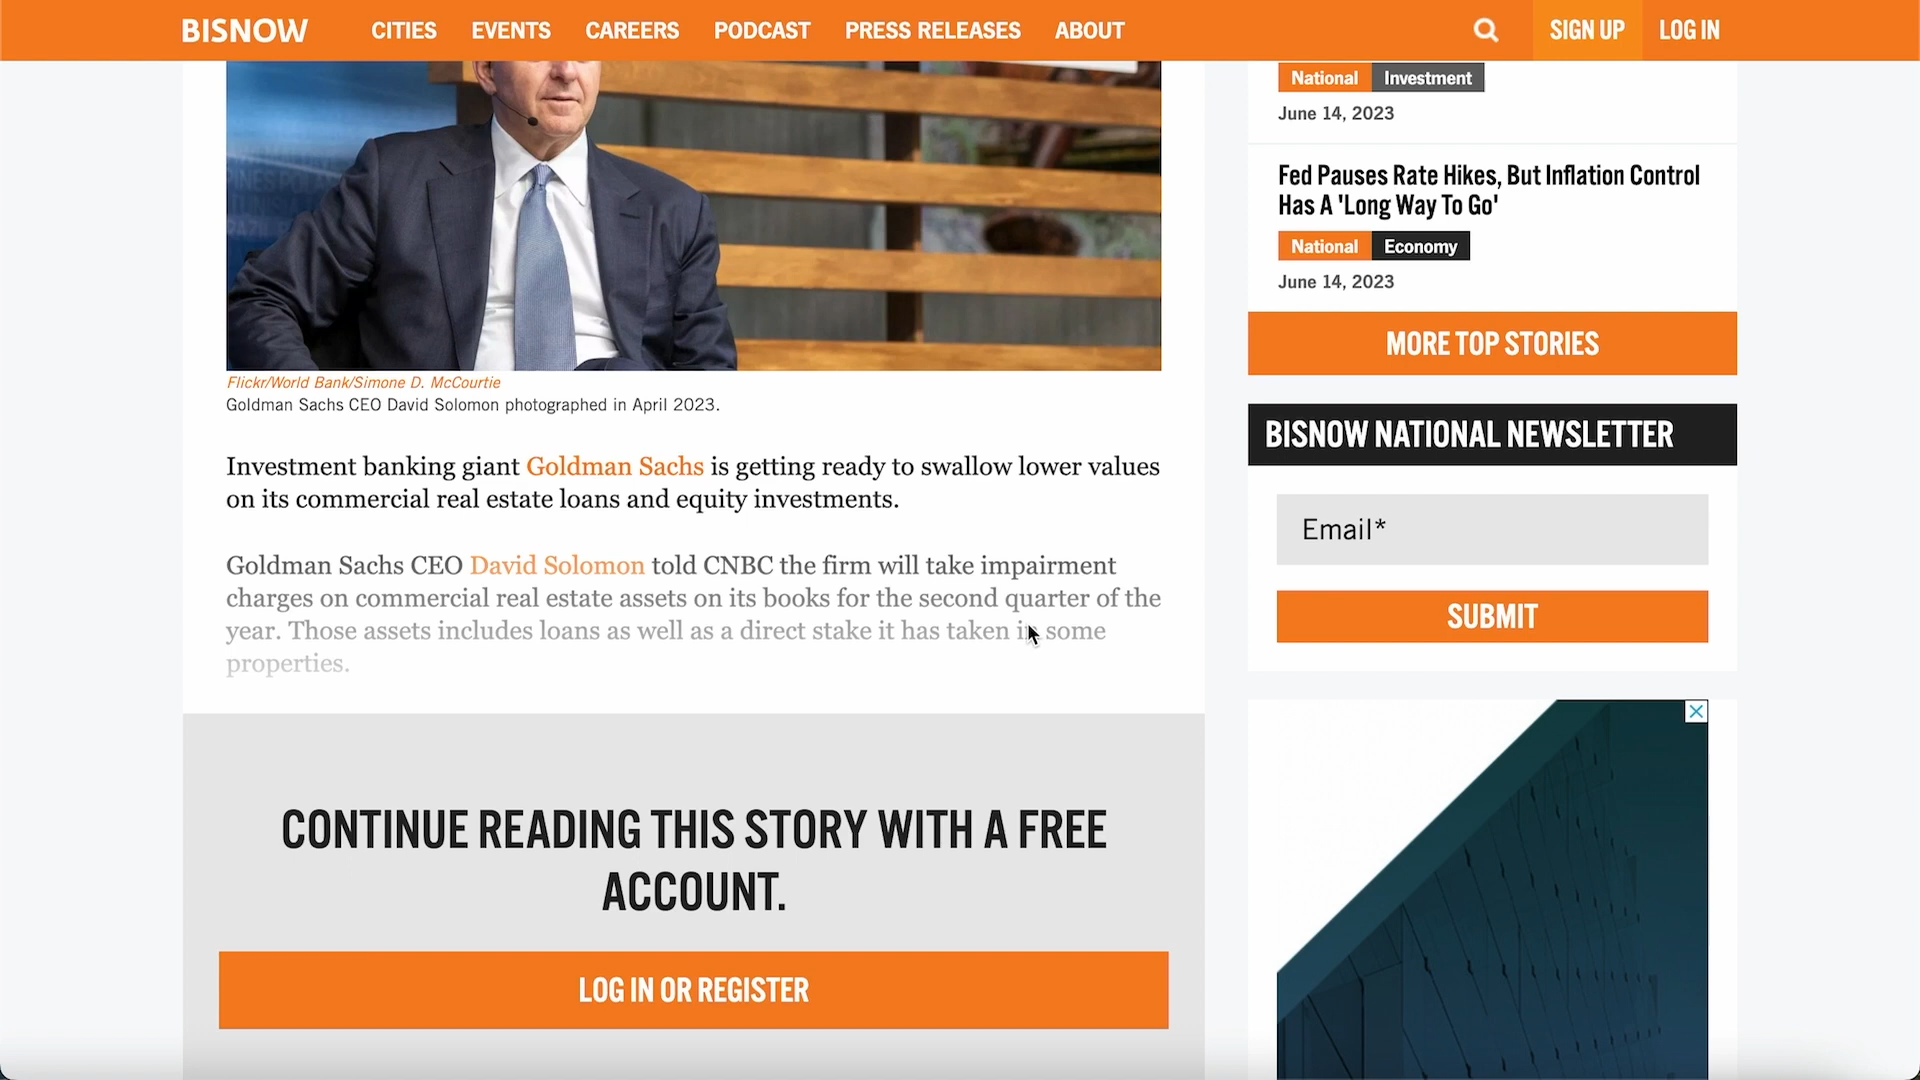 BISNOW
CITIES
EVENTS
CAREERS
PODCAST
PRESS RELEASES
ABOUT
SIGN UP
LOG IN
Flickr/World Bank/Simone D. McCourtie
Goldman Sachs CEO David Solomon photographed in April 2023.
Investment banking giant Goldman Sachs is getting ready to swallow lower values
on its commercial real estate loans and equity investments.
Goldman Sachs CEO David Solomon told CNBC the firm will take impairment
charges on commercial real estate assets on its books for the second quarter of the
year. Those assets includes loans as well as a direct stake it has taken in some
properties.
CONTINUE READING THIS STORY WITH A FREE
ACCOUNT.
LOG IN OR REGISTER
National Investment
June 14, 2023
Fed Pauses Rate Hikes, But Inflation Control
Has A 'Long Way To Go'
National Economy
June 14, 2023
MORE TOP STORIES
BISNOW NATIONAL NEWSLETTER
Email*
SUBMIT